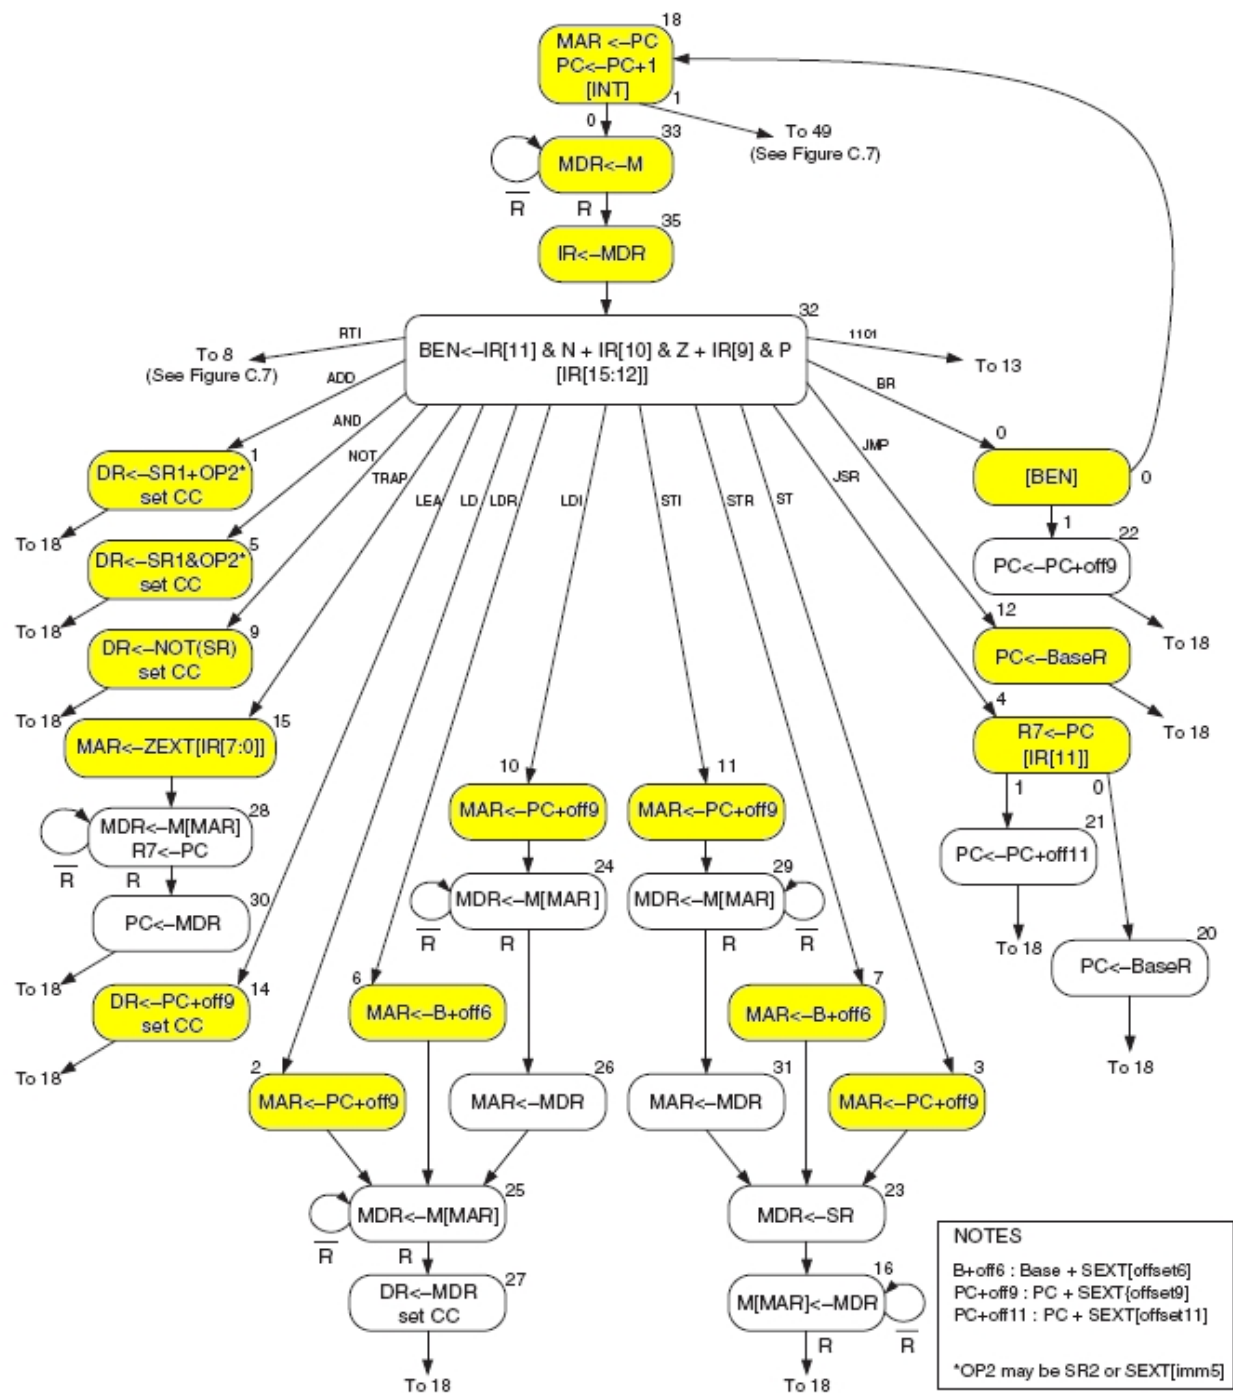 18
MAR <–PC
PC<–PC+1
[INT]
0
1
To 49
(See Figure C.7)
33
MDR<–M
R
R
35
IR<–MDR
32
BEN<–IR[11] & N + IR[10] & Z + IR[9] & P
[IR[15:12]]
RTI
To 8
(See Figure C.7)
1101
To 13
ADD
AND
NOT
TRAP
LEA
LD
LDR
LDI
STI
STR
ST
JSR
JMP
BR
1
DR<–SR1+OP2*
set CC
To 18
5
DR<–SR1&OP2*
set CC
To 18
9
DR<–NOT(SR)
set CC
To 18
15
MAR<–ZEXT[IR[7:0]]
28
MDR<–M[MAR]
R7<–PC
R
R
30
PC<–MDR
To 18
14
DR<–PC+off9
set CC
To 18
2
MAR<–PC+off9
6
MAR<–B+off6
10
MAR<–PC+off9
24
MDR<–M[MAR]
R
R
26
MAR<–MDR
25
MDR<–M[MAR]
R
R
27
DR<–MDR
set CC
To 18
11
MAR<–PC+off9
29
MDR<–M[MAR]
R
R
31
MAR<–MDR
7
MAR<–B+off6
3
MAR<–PC+off9
23
MDR<–SR
16
M[MAR]<–MDR
R
R
To 18
0
[BEN]
0
1
22
PC<–PC+off9
To 18
12
PC<–BaseR
To 18
4
R7<–PC
[IR[11]]
1
0
21
PC<–PC+off11
To 18
20
PC<–BaseR
To 18
NOTES
B+off6 : Base + SEXT[offset6]
PC+off9 : PC + SEXT{offset9]
PC+off11 : PC + SEXT[offset11]
*OP2 may be SR2 or SEXT[imm5]